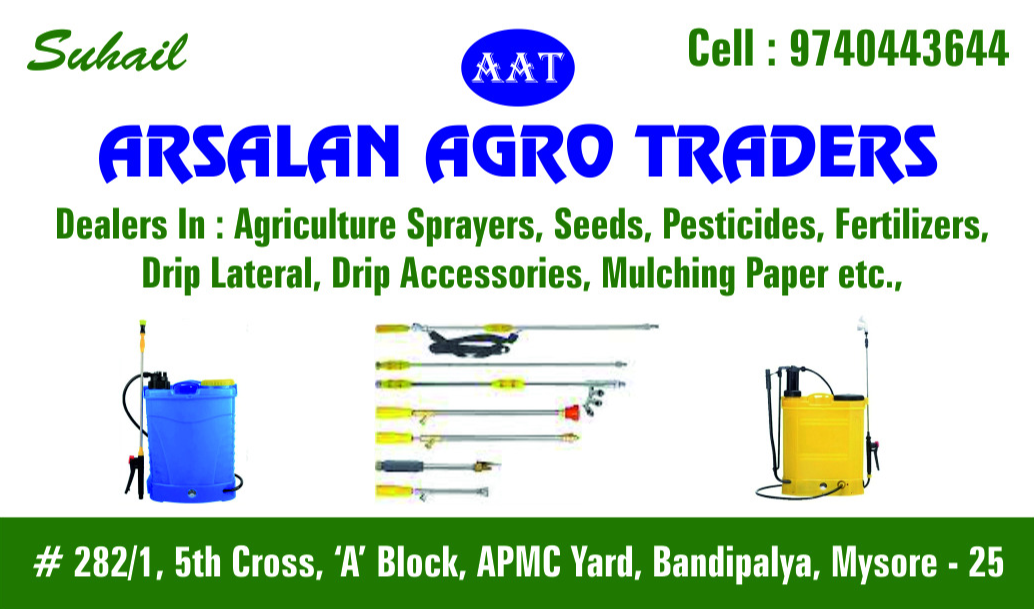 Suhail
AAT
Cell : 9740443644
ARSALAN AGRO TRADERS
Dealers In : Agriculture Sprayers, Seeds, Pesticides, Fertilizers,
Drip Lateral, Drip Accessories, Mulching Paper etc.,
# 282/1, 5th Cross, ‘A’ Block, APMC Yard, Bandipalya, Mysore - 25